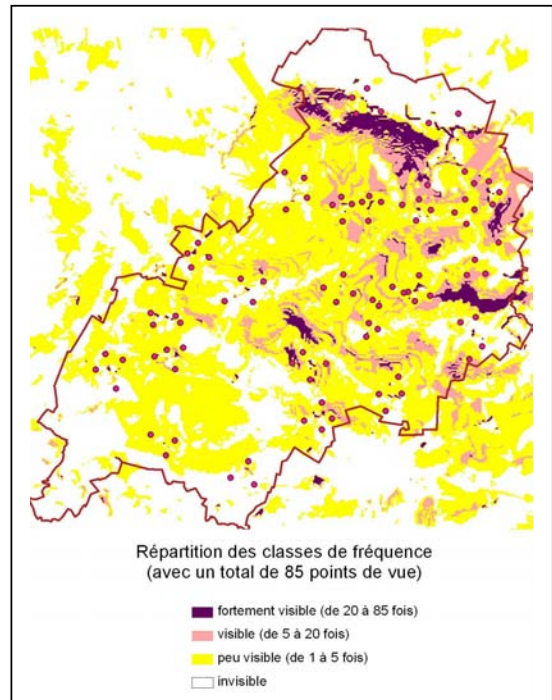 Répartition des classes de fréquence
(avec un total de 85 points de vue)
fortement visible (de 20 à 85 fois)
visible (de 5 à 20 fois)
peu visible (de 1 à 5 fois)
invisible